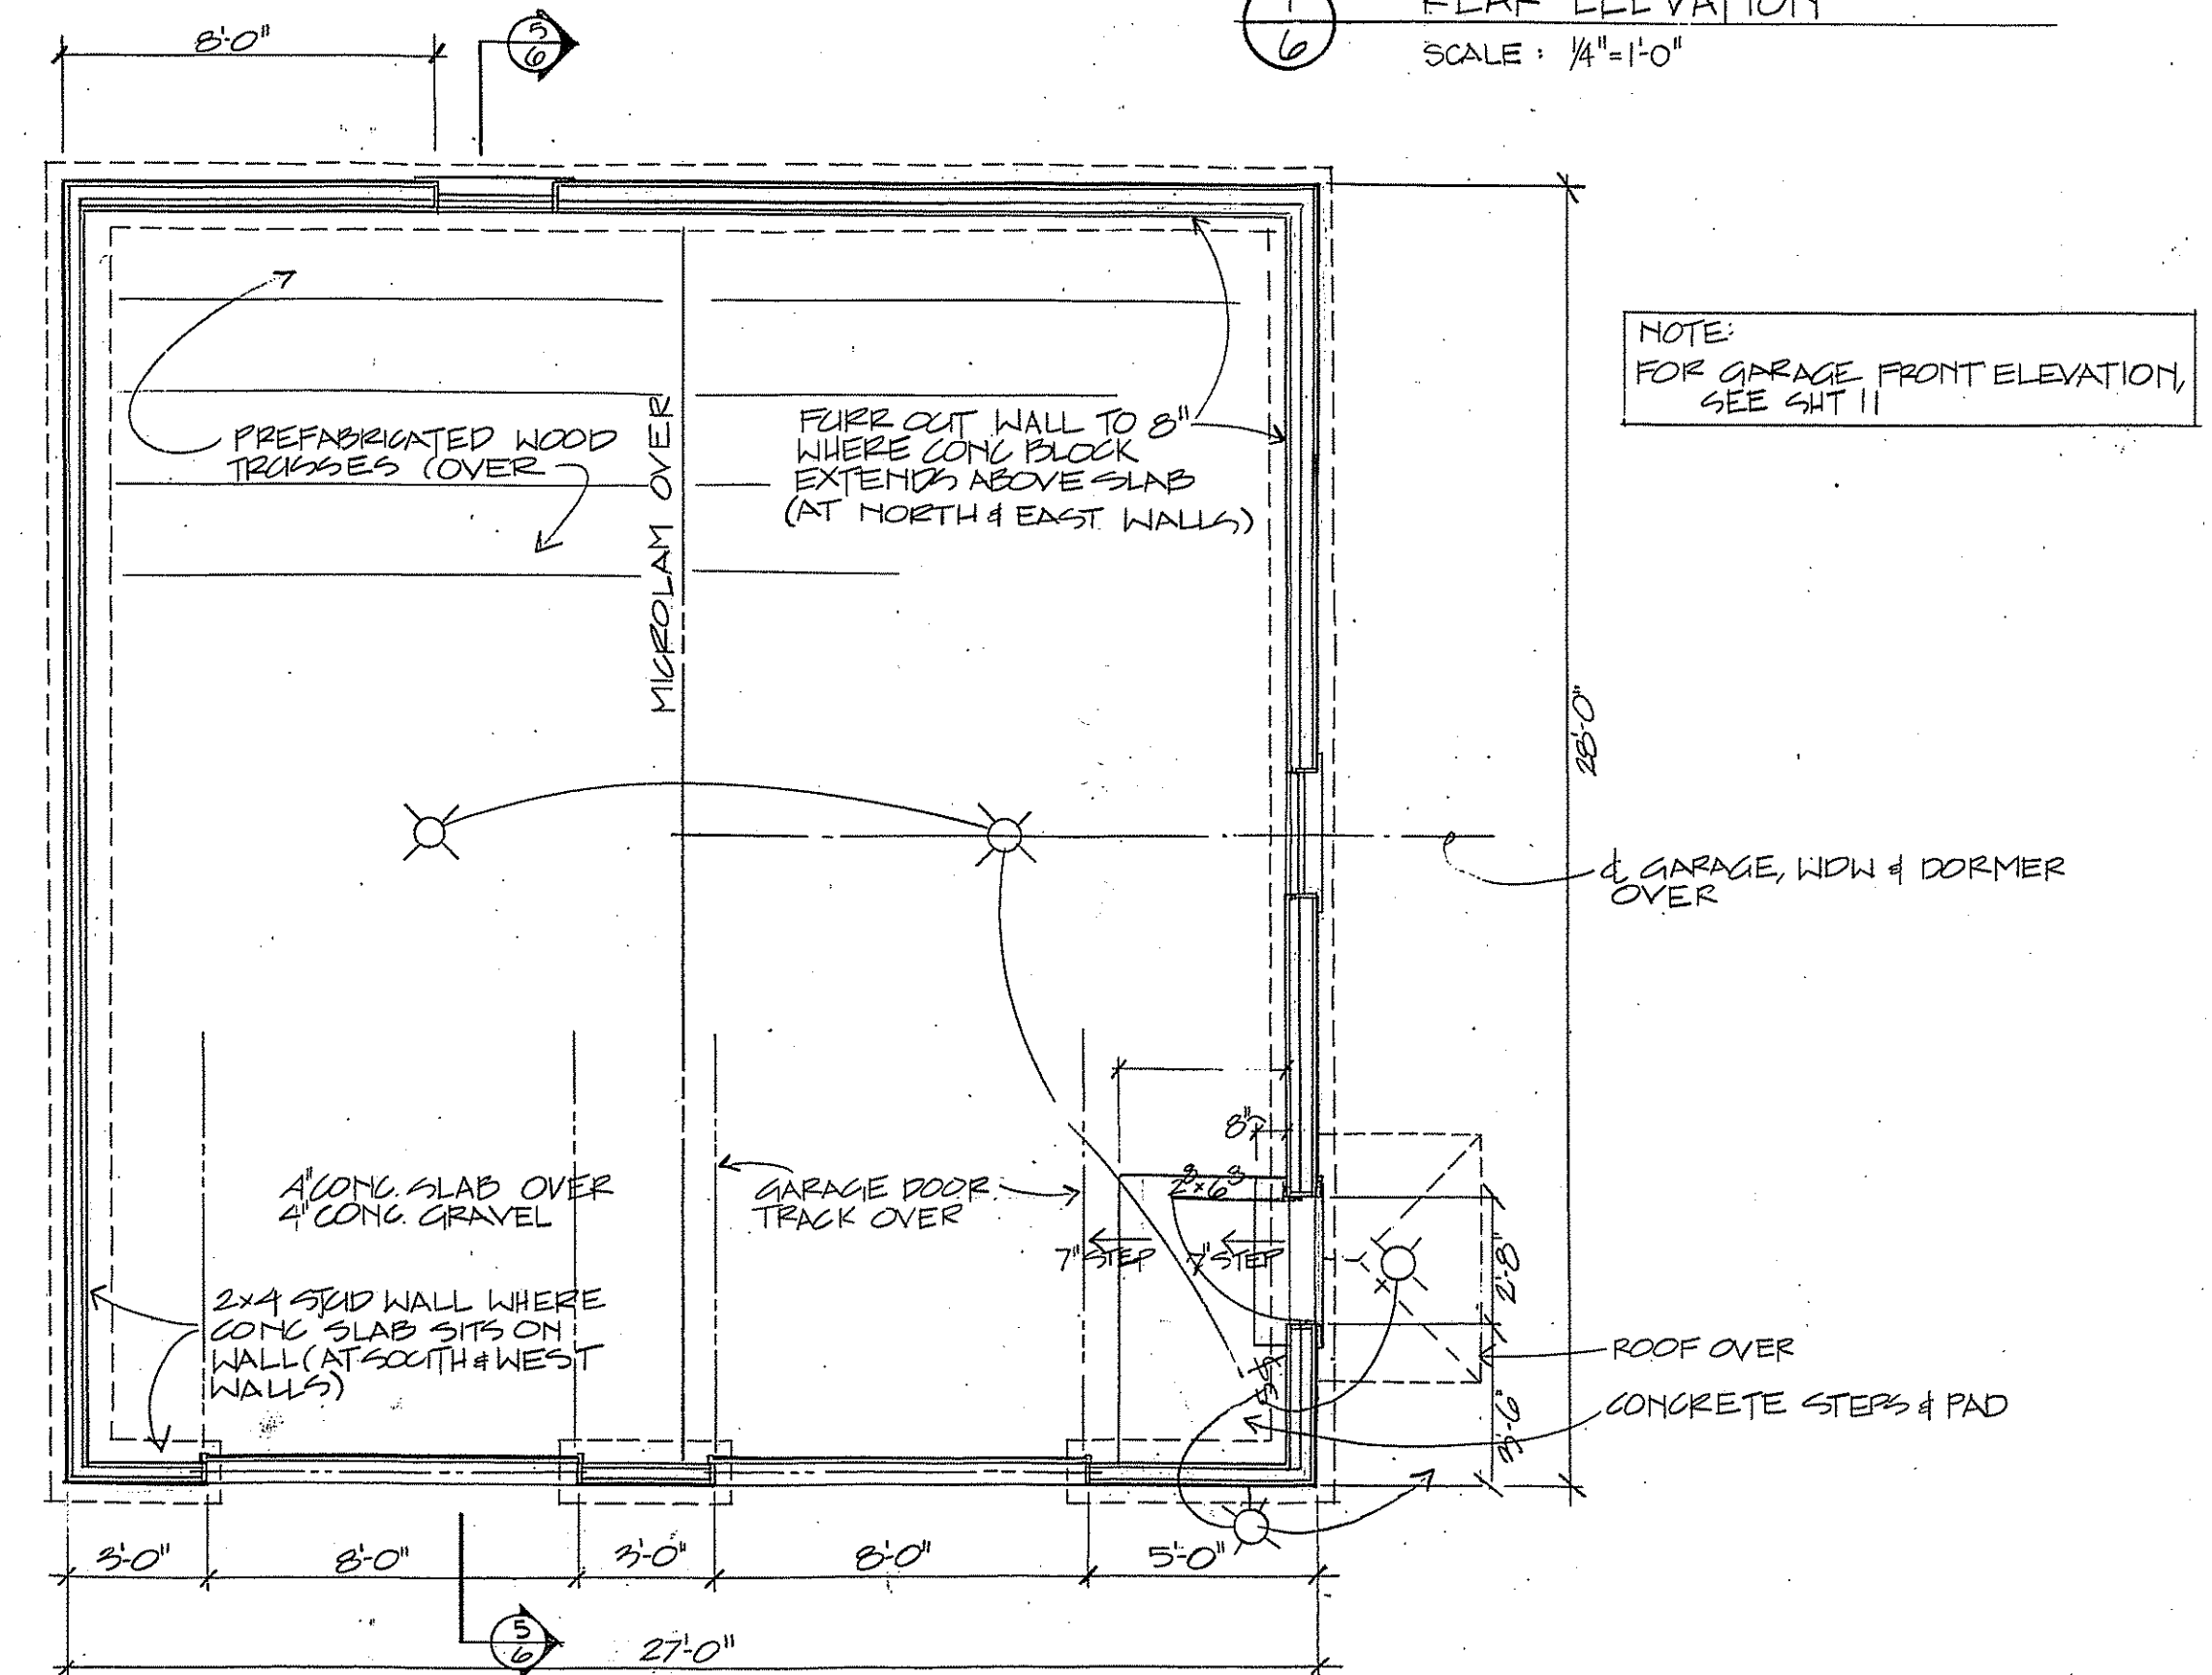 REAR ELEVATION
1
6
SCALE : 1/4"=1'-0"
8'-0"
5
6
NOTE:
FOR GARAGE FRONT ELEVATION,
SEE SHT 11
PREFABRICATED WOOD
TRUSSES (OVER
MICROLAM OVER
FURR OUT WALL TO 8"
WHERE CONC BLOCK
EXTENDS ABOVE SLAB
(AT NORTH & EAST WALLS)
28'-0"
℄ GARAGE, WDW & DORMER
OVER
8"
2⁸×6⁸
4" CONC. SLAB OVER
4" CONC. GRAVEL
GARAGE DOOR
TRACK OVER
7" STEP
7" STEP
2'-8"
2×4 STUD WALL WHERE
CONC SLAB SITS ON
WALL (AT SOUTH & WEST
WALLS)
ROOF OVER
CONCRETE STEPS & PAD
3'-6"
3'-0"
8'-0"
3'-0"
8'-0"
5'-0"
5
6
27'-0"